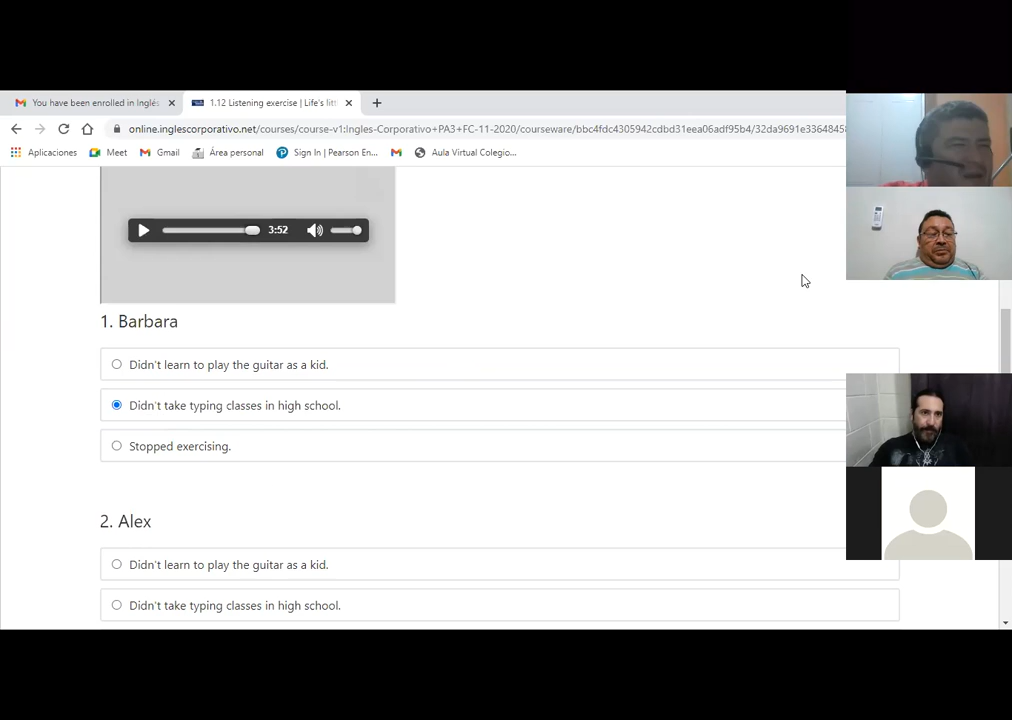 You have been enrolled in Inglés
1.12 Listening exercise | Life's litt
online.inglescorporativo.net/courses/course-v1:Ingles-Corporativo+PA3+FC-11-2020/courseware/bbc4fdc4305942cdbd31eea06adf95b4/32da9691e33648458
Aplicaciones Meet Gmail Área personal Sign In | Pearson En... Aula Virtual Colegio...
3:52
1. Barbara
Didn't learn to play the guitar as a kid.
Didn't take typing classes in high school.
Stopped exercising.
2. Alex
Didn't learn to play the guitar as a kid.
Didn't take typing classes in high school.